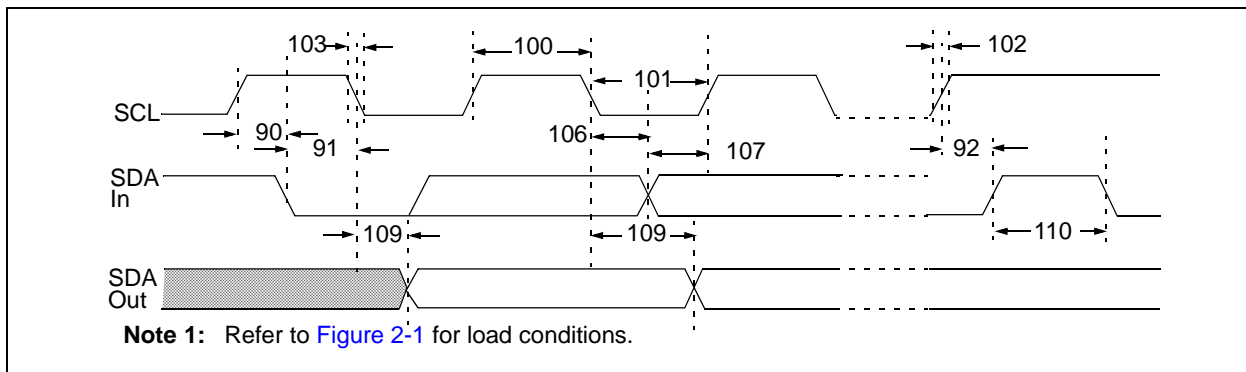 103
100
102
101
SCL
90
106
91
107
92
SDA
In
109
109
110
SDA
Out
Note 1: Refer to Figure 2-1 for load conditions.